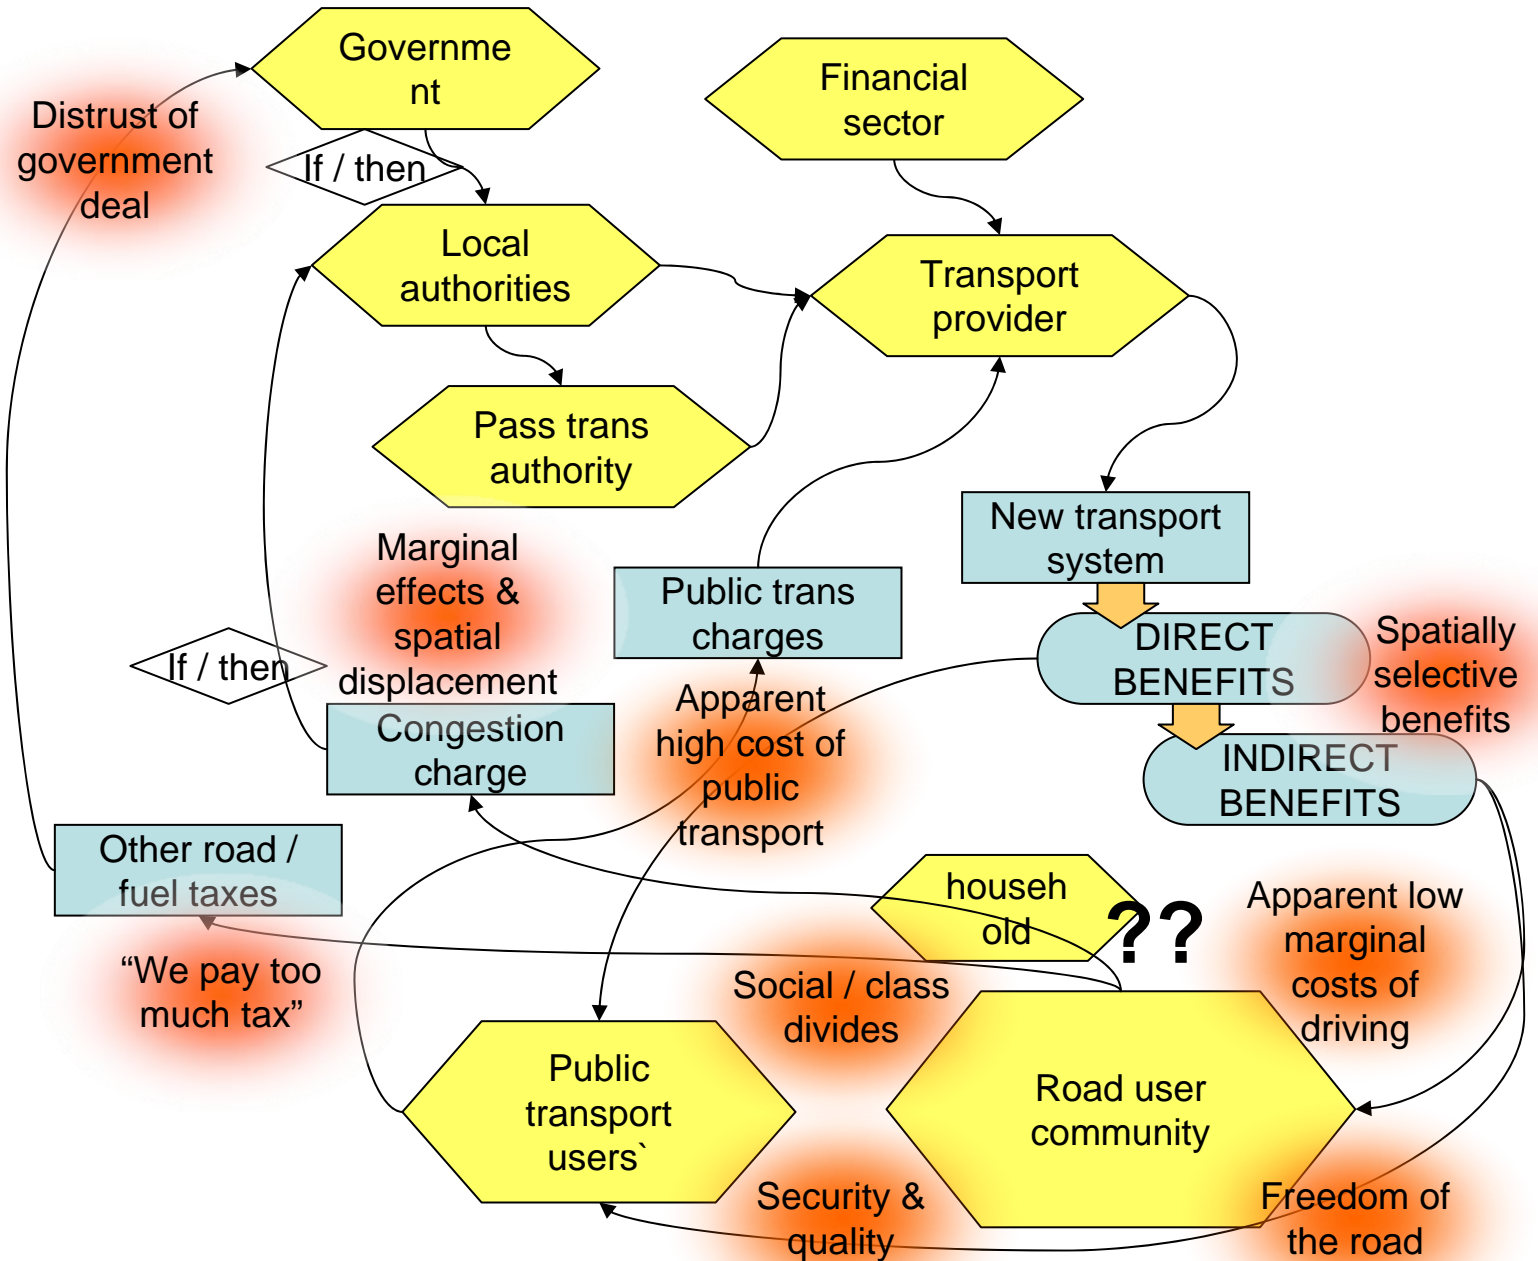 Governme
nt
Financial
sector
Distrust of
government
deal
If / then
Local
authorities
Transport
provider
Pass trans
authority
New transport
system
Marginal
effects &
spatial
displacement
Public trans
charges
DIRECT
BENEFITS
Spatially
selective
benefits
If / then
Congestion
charge
Apparent
high cost of
public
transport
INDIRECT
BENEFITS
Other road /
fuel taxes
househ
old
??
Apparent low
marginal
costs of
driving
“We pay too
much tax”
Social / class
divides
Public
transport
users`
Road user
community
Security &
quality
Freedom of
the road